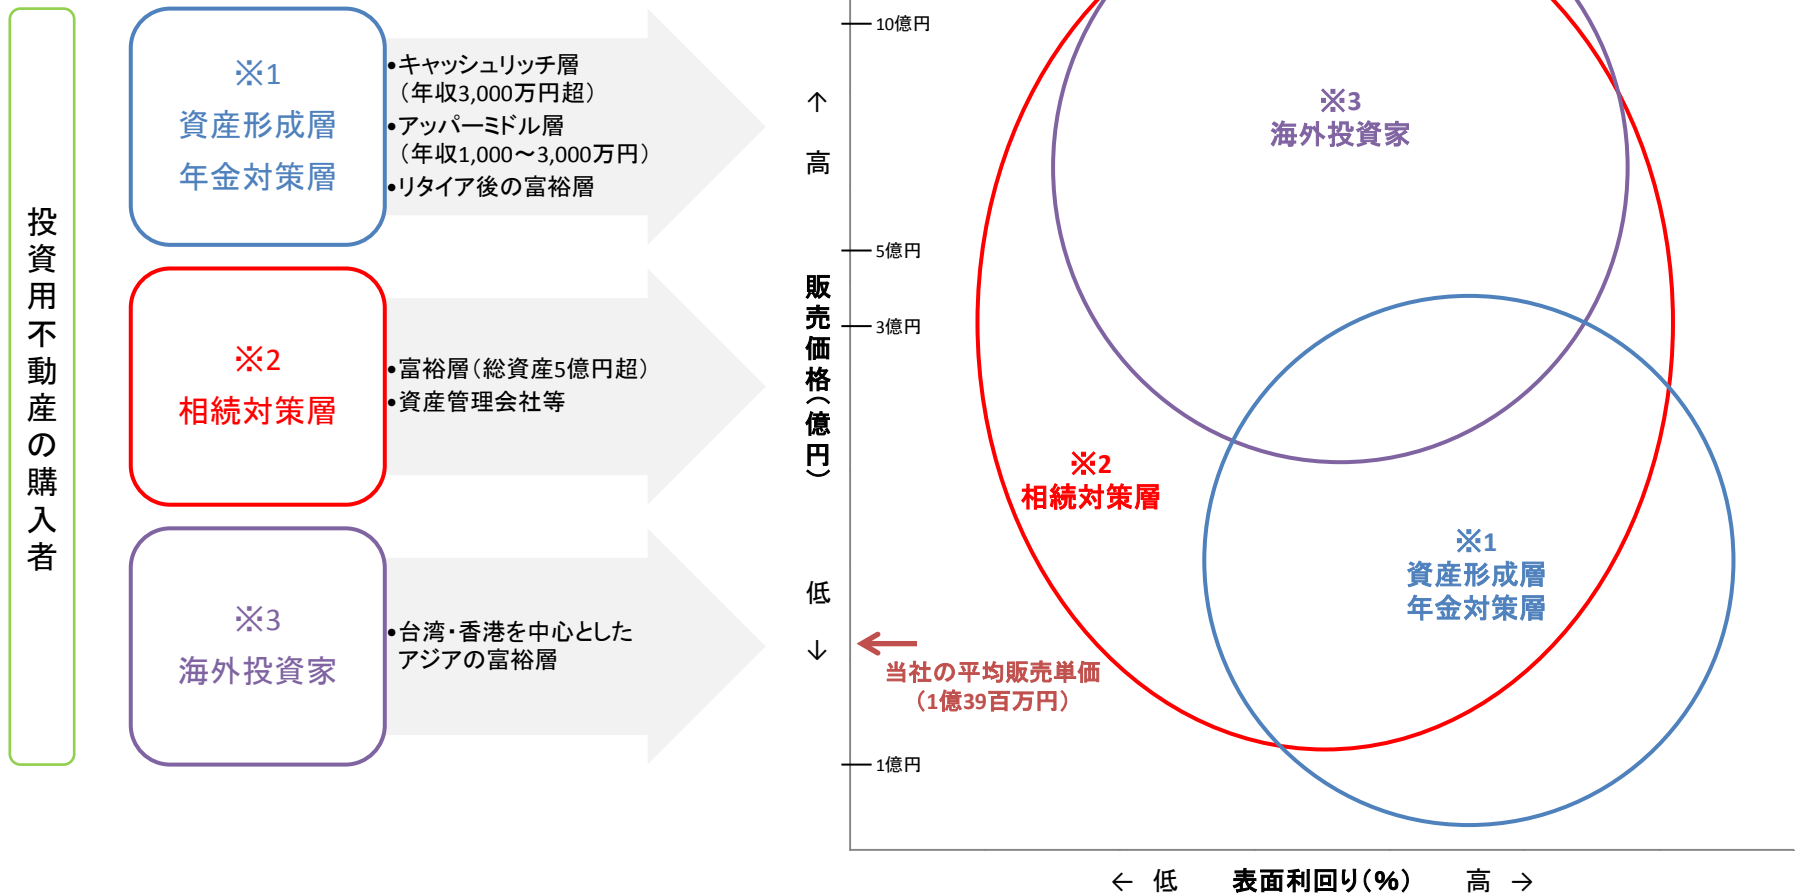 投資用不動産の購入者
※1
資産形成層
年金対策層
•キャッシュリッチ層
（年収3,000万円超）
•アッパーミドル層
（年収1,000～3,000万円）
•リタイア後の富裕層
※2
相続対策層
•富裕層（総資産5億円超）
•資産管理会社等
※3
海外投資家
•台湾・香港を中心とした
アジアの富裕層
↑
高
販売価格（億円）
低
↓
10億円
5億円
3億円
1億円
※3
海外投資家
※2
相続対策層
※1
資産形成層
年金対策層
当社の平均販売単価
（1億39百万円）
← 低 表面利回り（%） 高 →